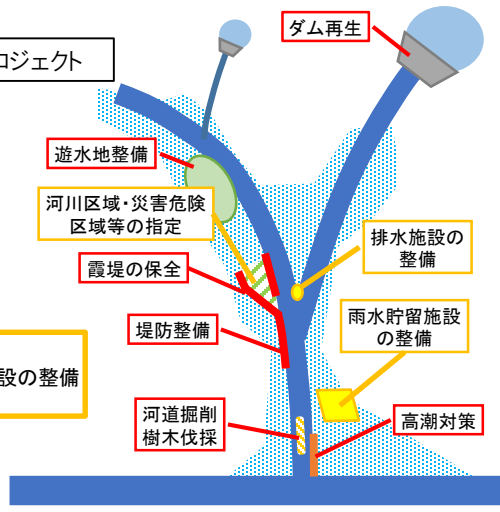 ダム再生
ロジェクト
遊水地整備
河川区域・災害危険
区域等の指定
排水施設の
整備
霞堤の保全
雨水貯留施設
の整備
堤防整備
設の整備
河道掘削
樹木伐採
高潮対策